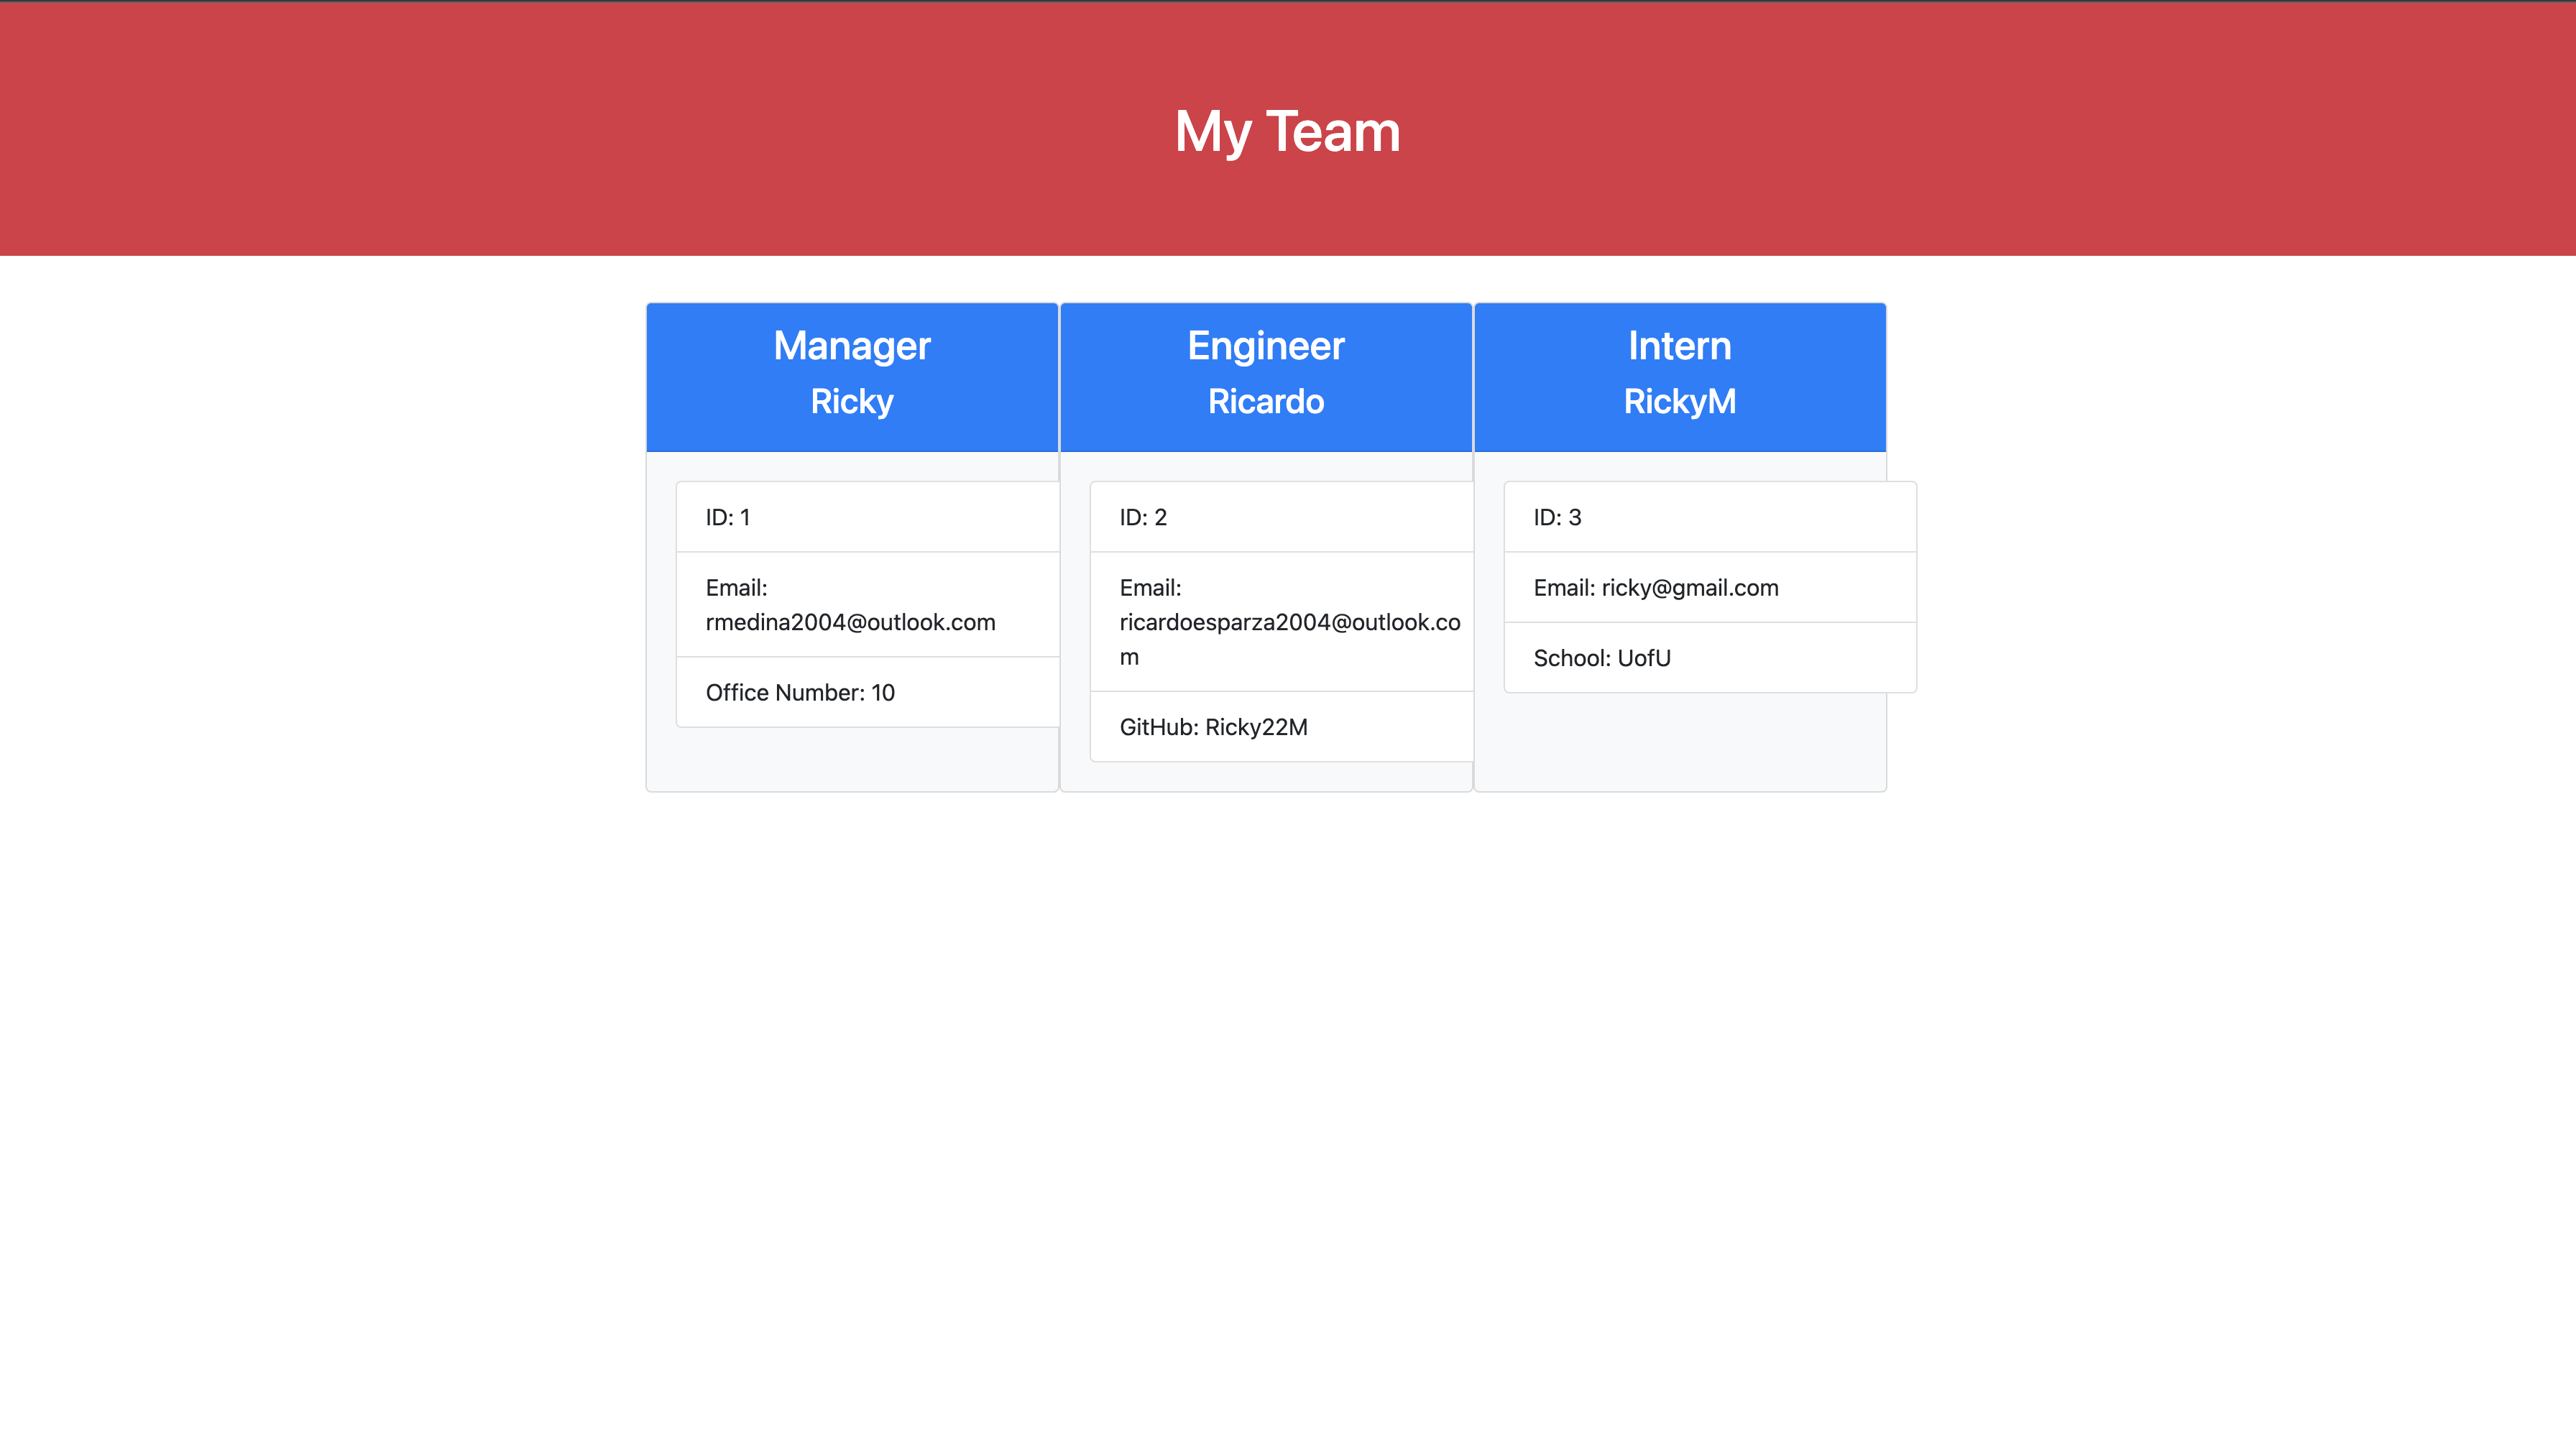 My Team
Manager
Ricky
ID: 1
Email:
rmedina2004@outlook.com
Office Number: 10
Engineer
Ricardo
ID: 2
Email:
ricardoesparza2004@outlook.co
m
GitHub: Ricky22M
Intern
RickyM
ID: 3
Email: ricky@gmail.com
School: UofU